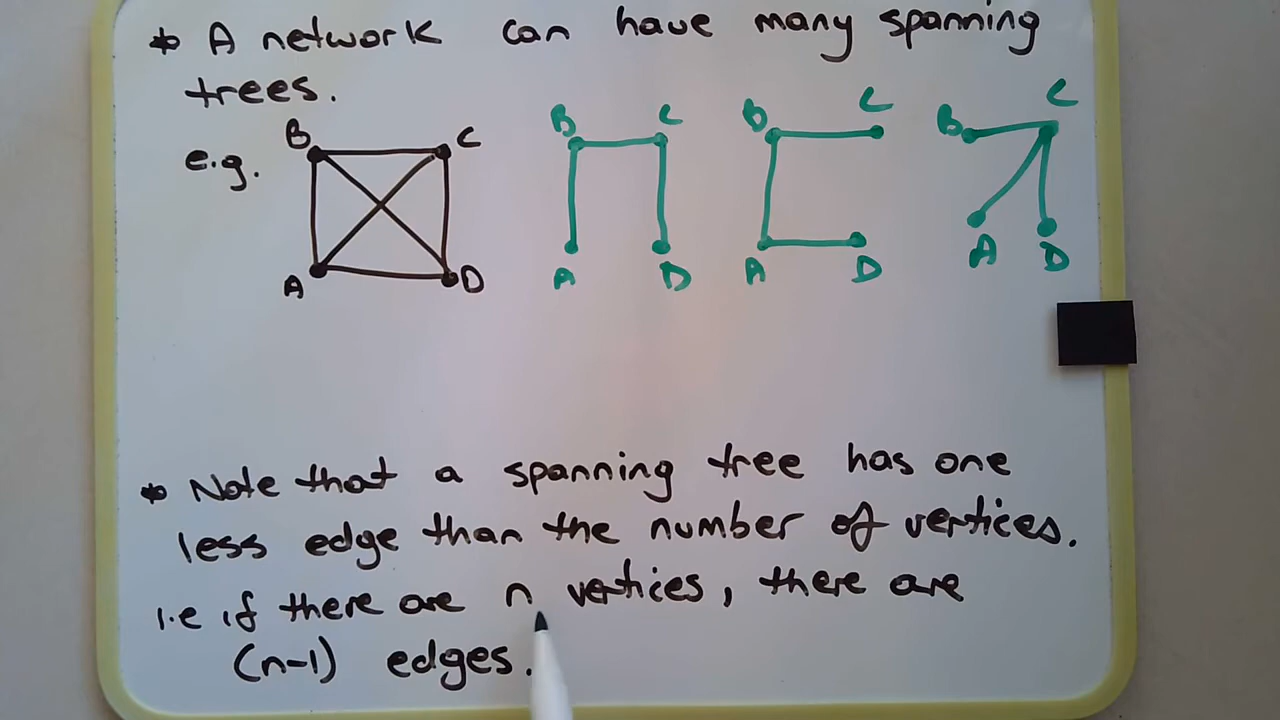 * A network can have many spanning
trees.
e.g.
B C
A D
B C
A D
B C
A D
B C
A D
* Note that a spanning tree has one
less edge than the number of vertices.
i.e if there are n vertices, there are
(n-1) edges.